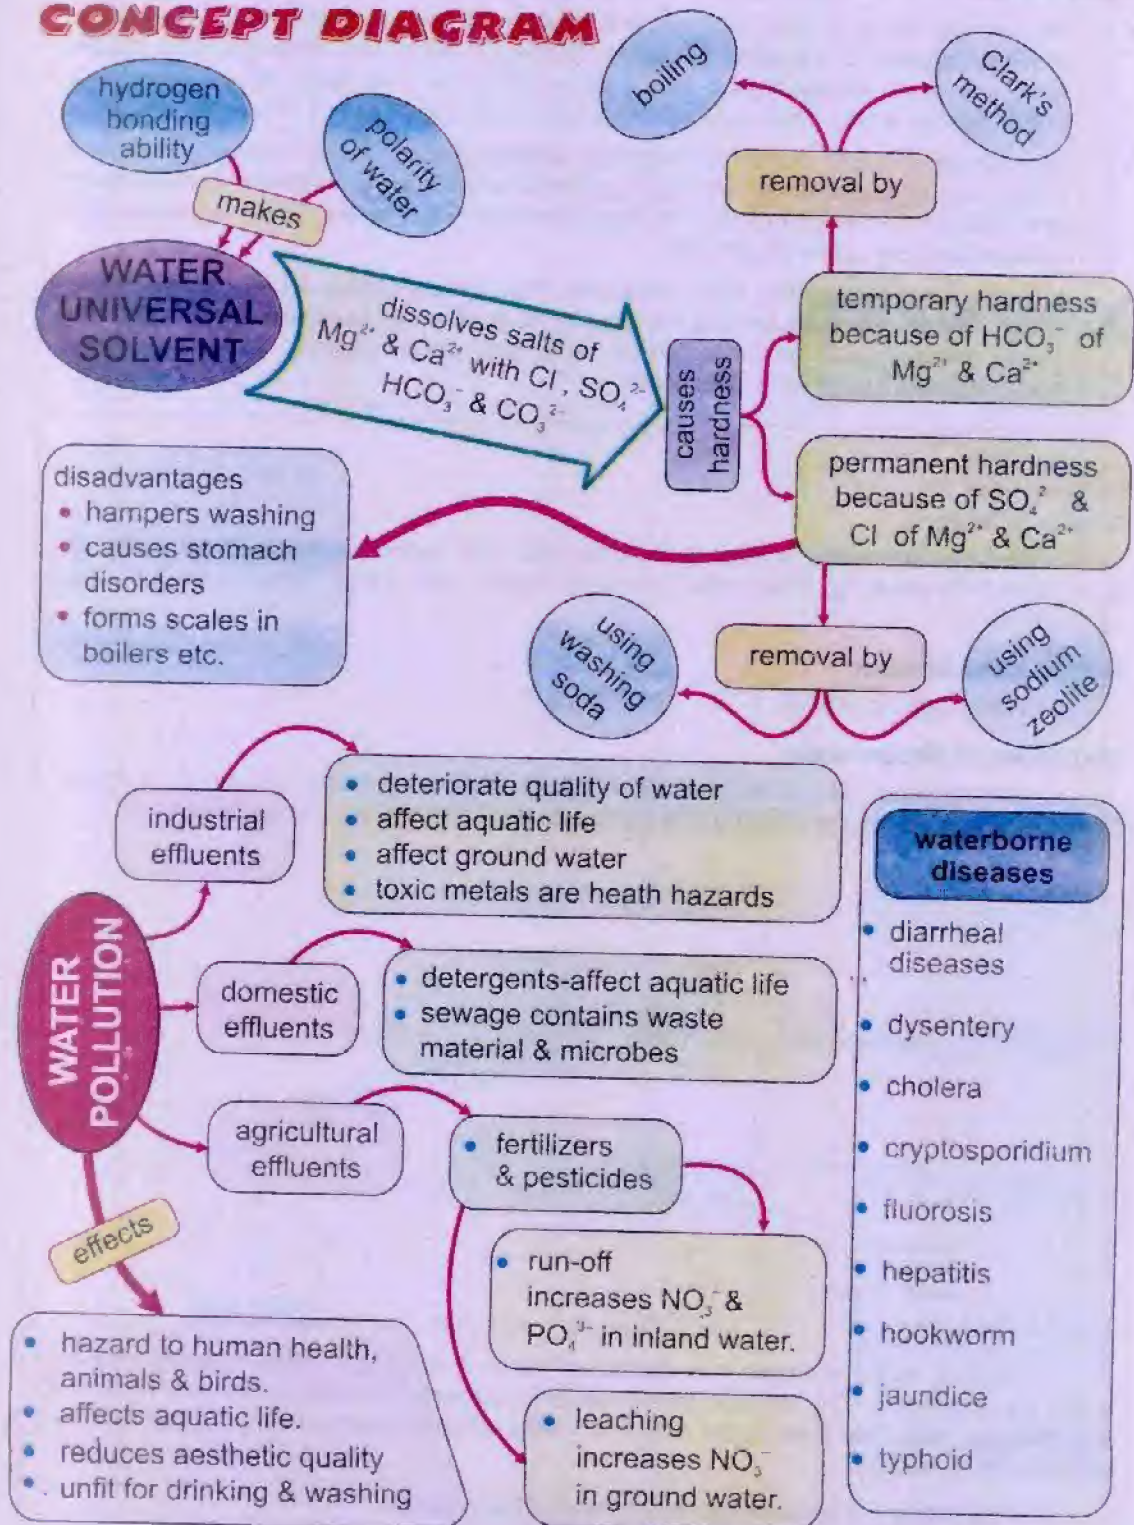 CONCEPT DIAGRAM
hydrogen
bonding
ability
polarity
of water
makes
WATER
UNIVERSAL
SOLVENT
dissolves salts of
Mg²⁺ & Ca²⁺ with Cl , SO₄²⁻
HCO₃⁻ & CO₃²⁻
causes
hardness
boiling
Clark's
method
removal by
temporary hardness
because of HCO₃⁻ of
Mg²⁺ & Ca²⁺
permanent hardness
because of SO₄² &
Cl of Mg²⁺ & Ca²⁺
disadvantages
• hampers washing
• causes stomach
disorders
• forms scales in
boilers etc.
removal by
using
washing
soda
using
sodium
zeolite
WATER
POLLUTION
industrial
effluents
• deteriorate quality of water
• affect aquatic life
• affect ground water
• toxic metals are heath hazards
domestic
effluents
• detergents-affect aquatic life
• sewage contains waste
material & microbes
agricultural
effluents
• fertilizers
& pesticides
• run-off
increases NO₃⁻ &
PO₄³⁻ in inland water.
• leaching
increases NO₃⁻
in ground water.
effects
• hazard to human health,
animals & birds.
• affects aquatic life.
• reduces aesthetic quality
• unfit for drinking & washing
waterborne
diseases
• diarrheal
diseases
• dysentery
• cholera
• cryptosporidium
• fluorosis
• hepatitis
• hookworm
• jaundice
• typhoid